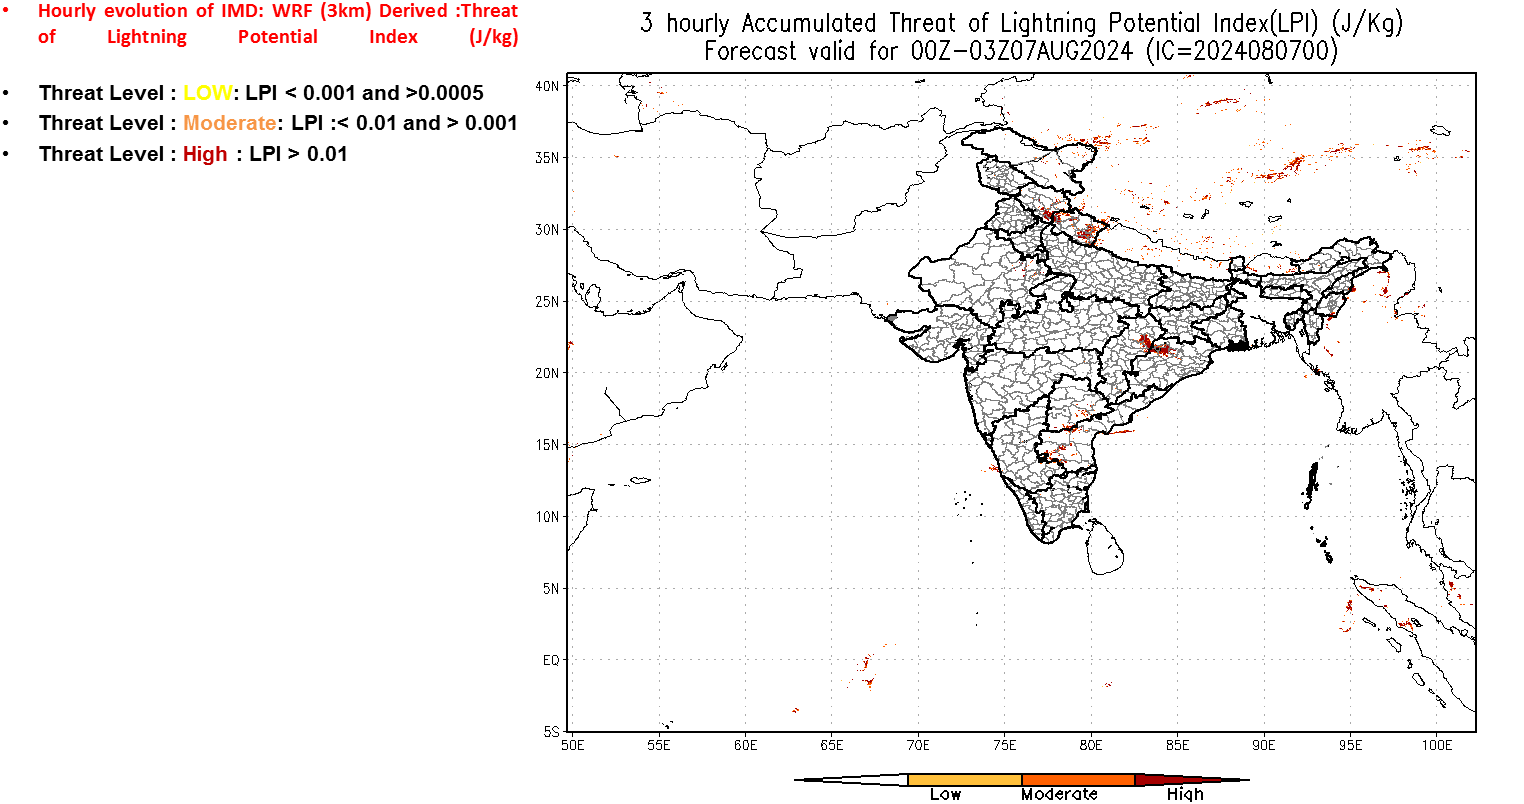 • Hourly evolution of IMD: WRF (3km) Derived :Threat
of Lightning Potential Index (J/kg)
• Threat Level : LOW: LPI < 0.001 and >0.0005
• Threat Level : Moderate: LPI :< 0.01 and > 0.001
• Threat Level : High : LPI > 0.01
3 hourly Accumulated Threat of Lightning Potential Index(LPI) (J/Kg)
Forecast valid for 00Z-03Z07AUG2024 (IC=2024080700)
40N
35N
30N
25N
20N
15N
10N
5N
EQ
5S
50E 55E 60E 65E 70E 75E 80E 85E 90E 95E 100E
Low Moderate High